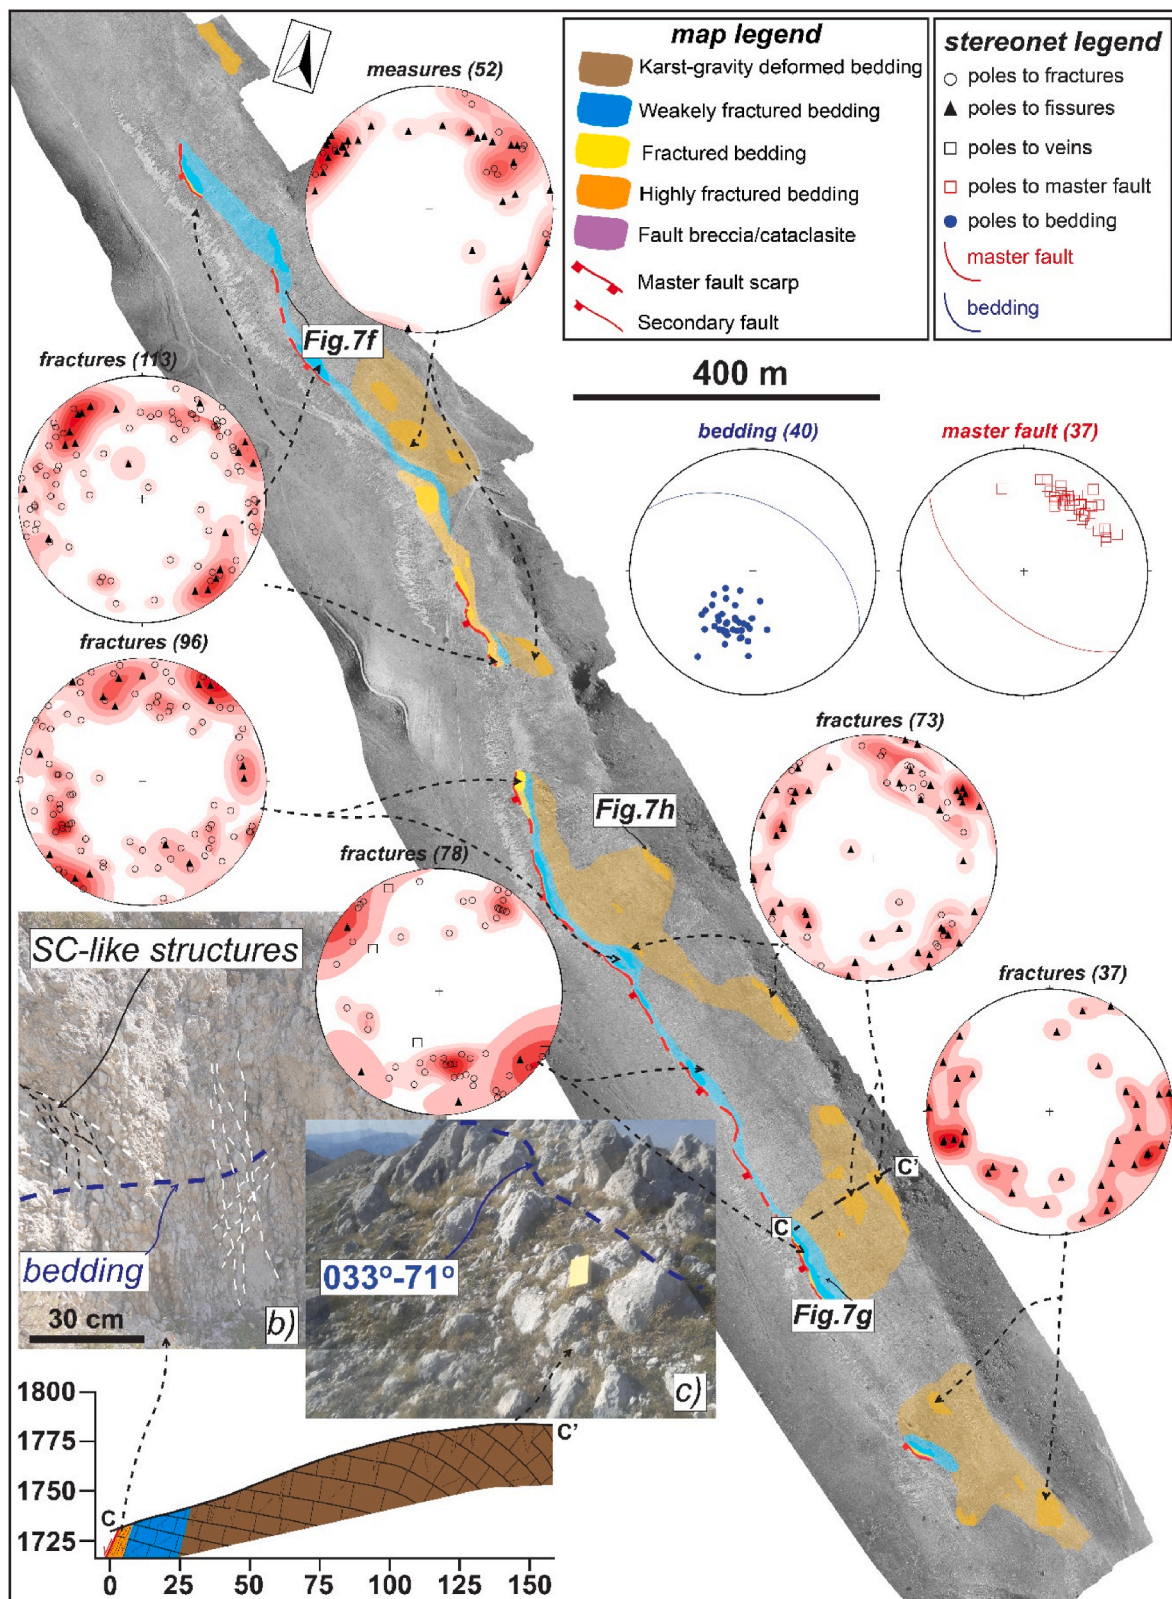 map legend
Karst-gravity deformed bedding
Weakely fractured bedding
Fractured bedding
Highly fractured bedding
Fault breccia/cataclasite
Master fault scarp
Secondary fault
stereonet legend
poles to fractures
poles to fissures
poles to veins
poles to master fault
poles to bedding
master fault
bedding
measures (52)
Fig.7f
fractures (113)
400 m
bedding (40)
master fault (37)
fractures (96)
fractures (73)
Fig.7h
fractures (78)
SC-like structures
fractures (37)
bedding
30 cm
b)
033º-71º
c)
C
C'
Fig.7g
1800
1775
1750
1725
C
C'
0 25 50 75 100 125 150